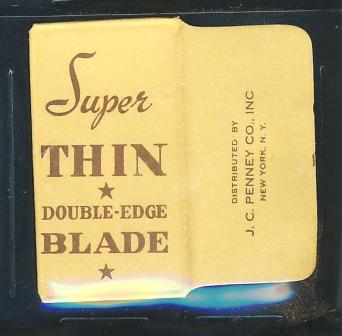 Super
THIN
★
DOUBLE-EDGE
BLADE
★
DISTRIBUTED BY
J. C. PENNEY CO., INC
NEW YORK, N. Y.